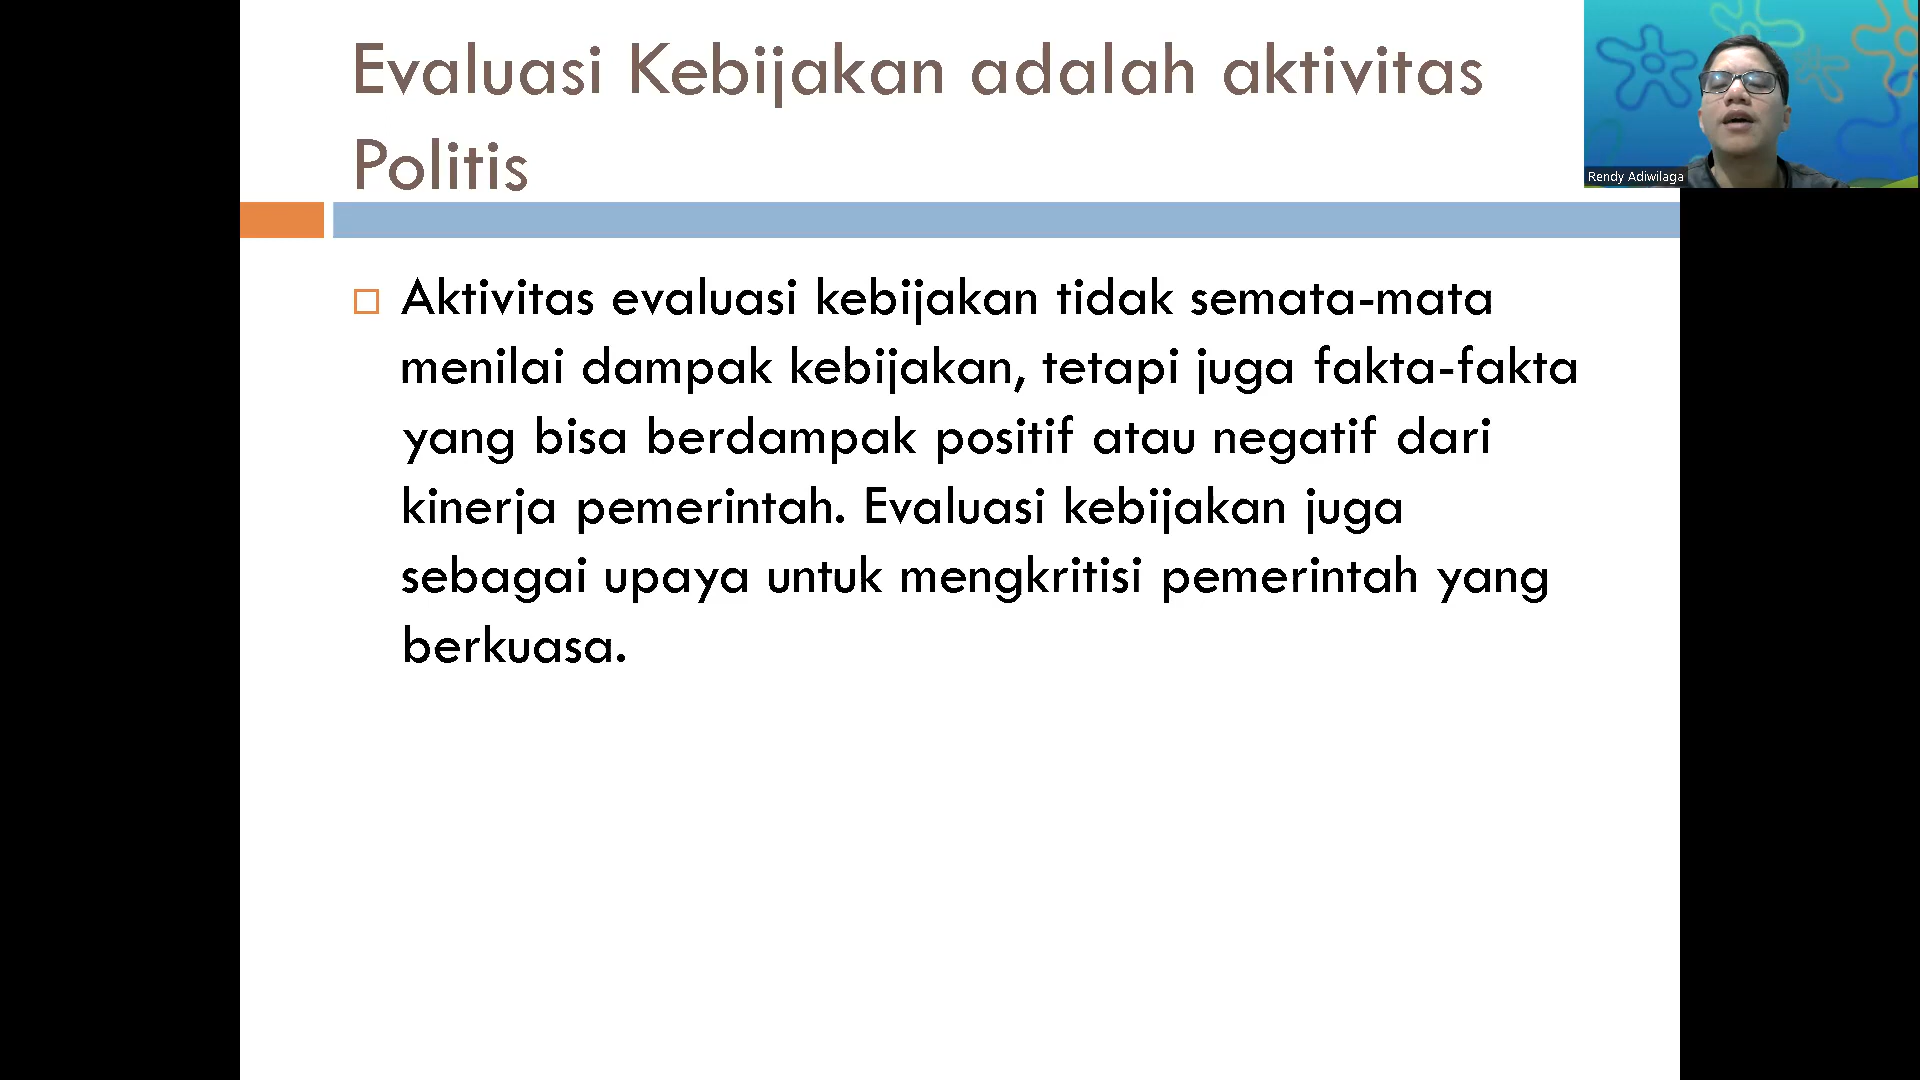 Evaluasi Kebijakan adalah aktivitas
Politis
Rendy Adiwilaga
Aktivitas evaluasi kebijakan tidak semata-mata
menilai dampak kebijakan, tetapi juga fakta-fakta
yang bisa berdampak positif atau negatif dari
kinerja pemerintah. Evaluasi kebijakan juga
sebagai upaya untuk mengkritisi pemerintah yang
berkuasa.